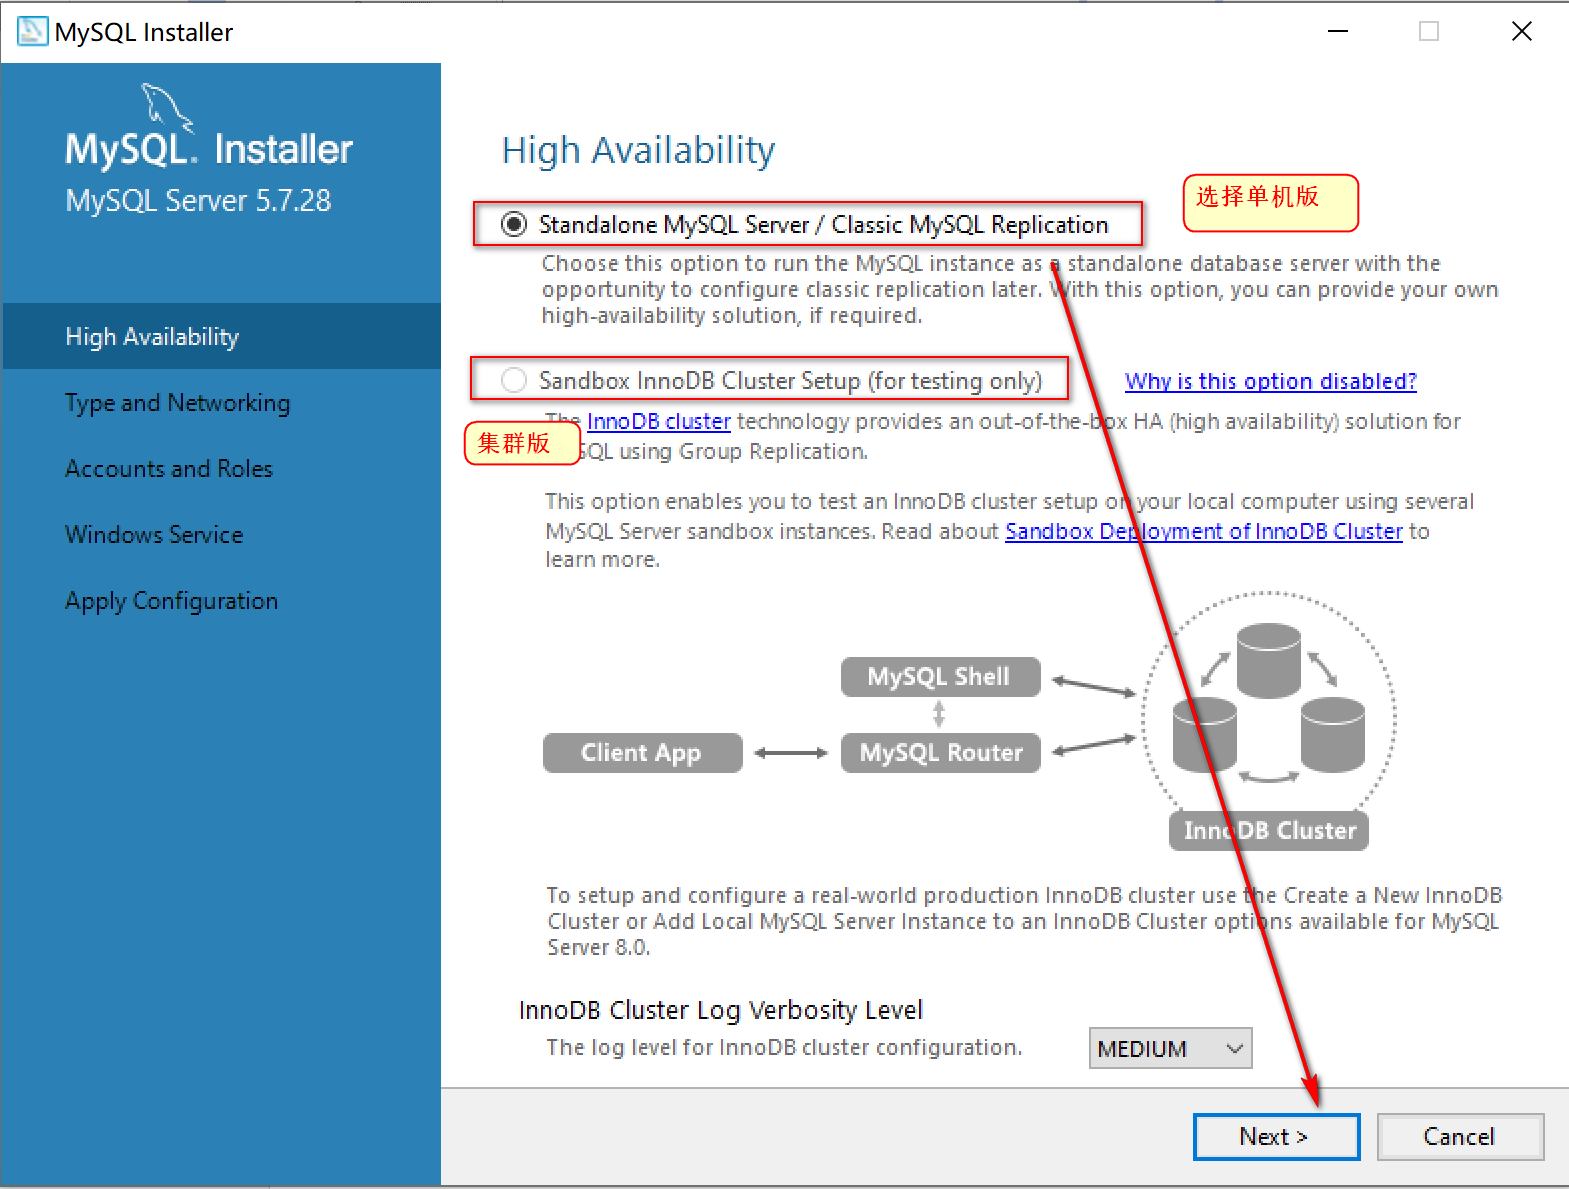 MySQL Installer
MySQL. Installer
MySQL Server 5.7.28
High Availability
Type and Networking
Accounts and Roles
Windows Service
Apply Configuration
High Availability
选择单机版
Standalone MySQL Server / Classic MySQL Replication
Choose this option to run the MySQL instance as a standalone database server with the
opportunity to configure classic replication later. With this option, you can provide your own
high-availability solution, if required.
Sandbox InnoDB Cluster Setup (for testing only)
Why is this option disabled?
The InnoDB cluster technology provides an out-of-the-box HA (high availability) solution for
集群版
SQL using Group Replication.
This option enables you to test an InnoDB cluster setup on your local computer using several
MySQL Server sandbox instances. Read about Sandbox Deployment of InnoDB Cluster to
learn more.
MySQL Shell
Client App
MySQL Router
InnoDB Cluster
To setup and configure a real-world production InnoDB cluster use the Create a New InnoDB
Cluster or Add Local MySQL Server Instance to an InnoDB Cluster options available for MySQL
Server 8.0.
InnoDB Cluster Log Verbosity Level
The log level for InnoDB cluster configuration.
MEDIUM
Next >
Cancel